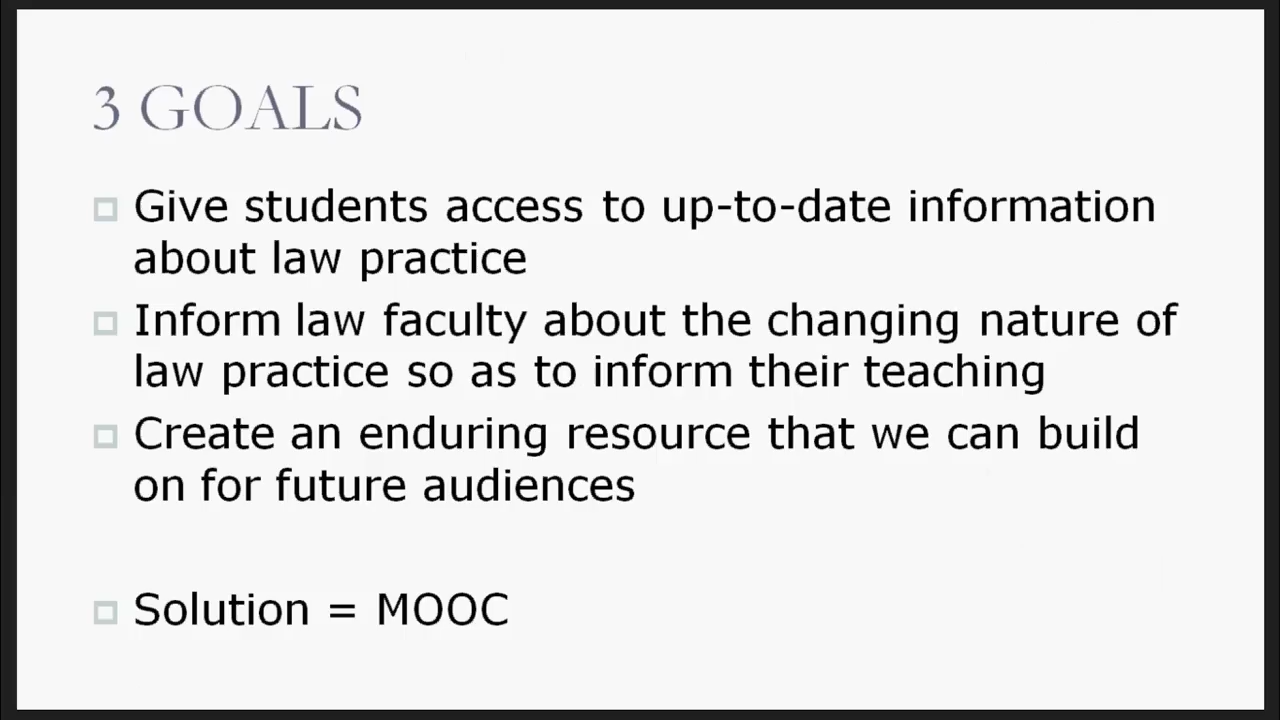 3 GOALS
Give students access to up-to-date information
about law practice
Inform law faculty about the changing nature of
law practice so as to inform their teaching
Create an enduring resource that we can build
on for future audiences
Solution = MOOC